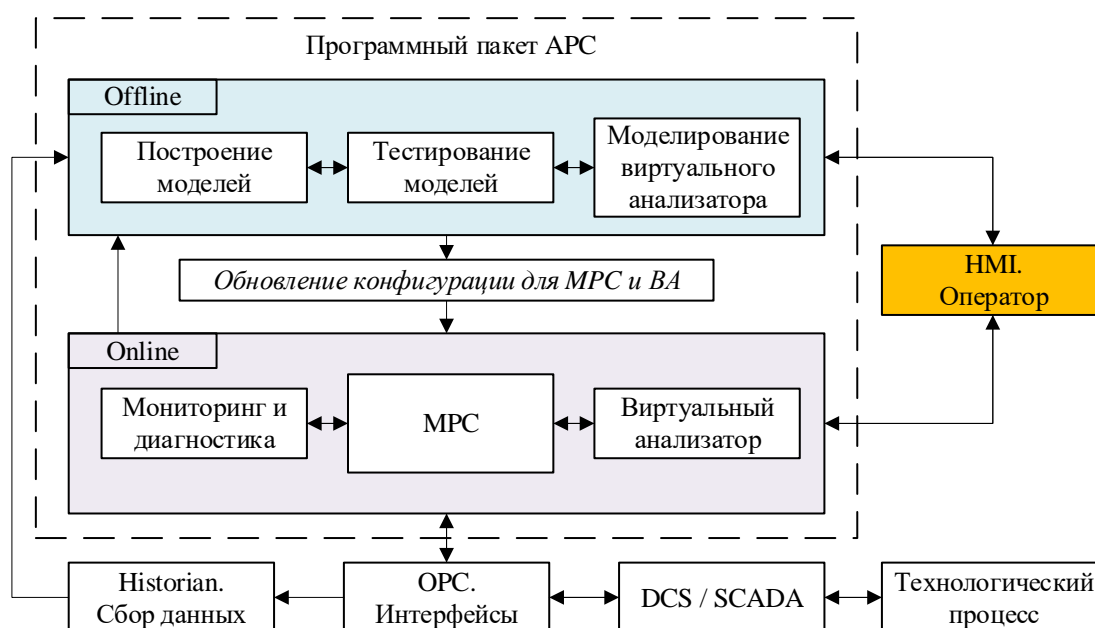 Программный пакет APC
Offline
Построение
моделей
Тестирование
моделей
Моделирование
виртуального
анализатора
Обновление конфигурации для MPC и ВА
HMI.
Оператор
Online
Мониторинг и
диагностика
MPC
Виртуальный
анализатор
Historian.
Сбор данных
OPC.
Интерфейсы
DCS / SCADA
Технологический
процесс